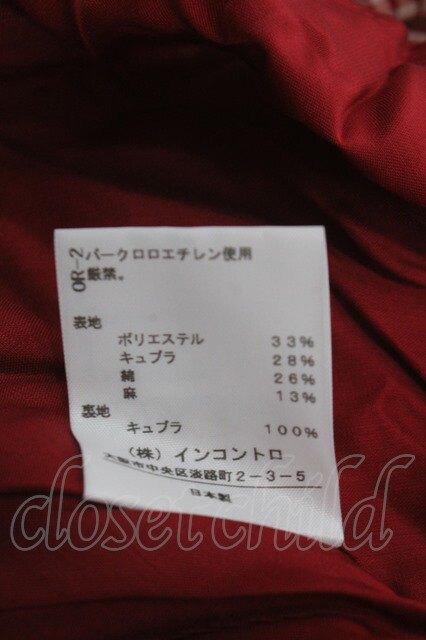 OR-2
パークロロエチレン使用
厳禁。
表地
ポリエステル 33%
キュプラ 28%
綿 26%
麻 13%
裏地
キュプラ 100%
(株) インコントロ
大阪市中央区淡路町2-3-5
日本製
closet child